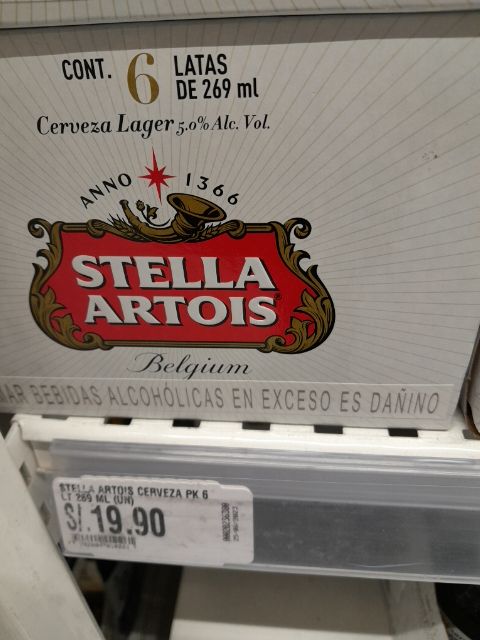 CONT. 6 LATAS
DE 269 ml
Cerveza Lager 5.0% Alc. Vol.
ANNO 1366
STELLA
ARTOIS
Belgium
AR BEBIDAS ALCOHÓLICAS EN EXCESO ES DAÑINO
STELLA ARTOIS CERVEZA PK 6
LT 269 ML (UN)
S/.19.90